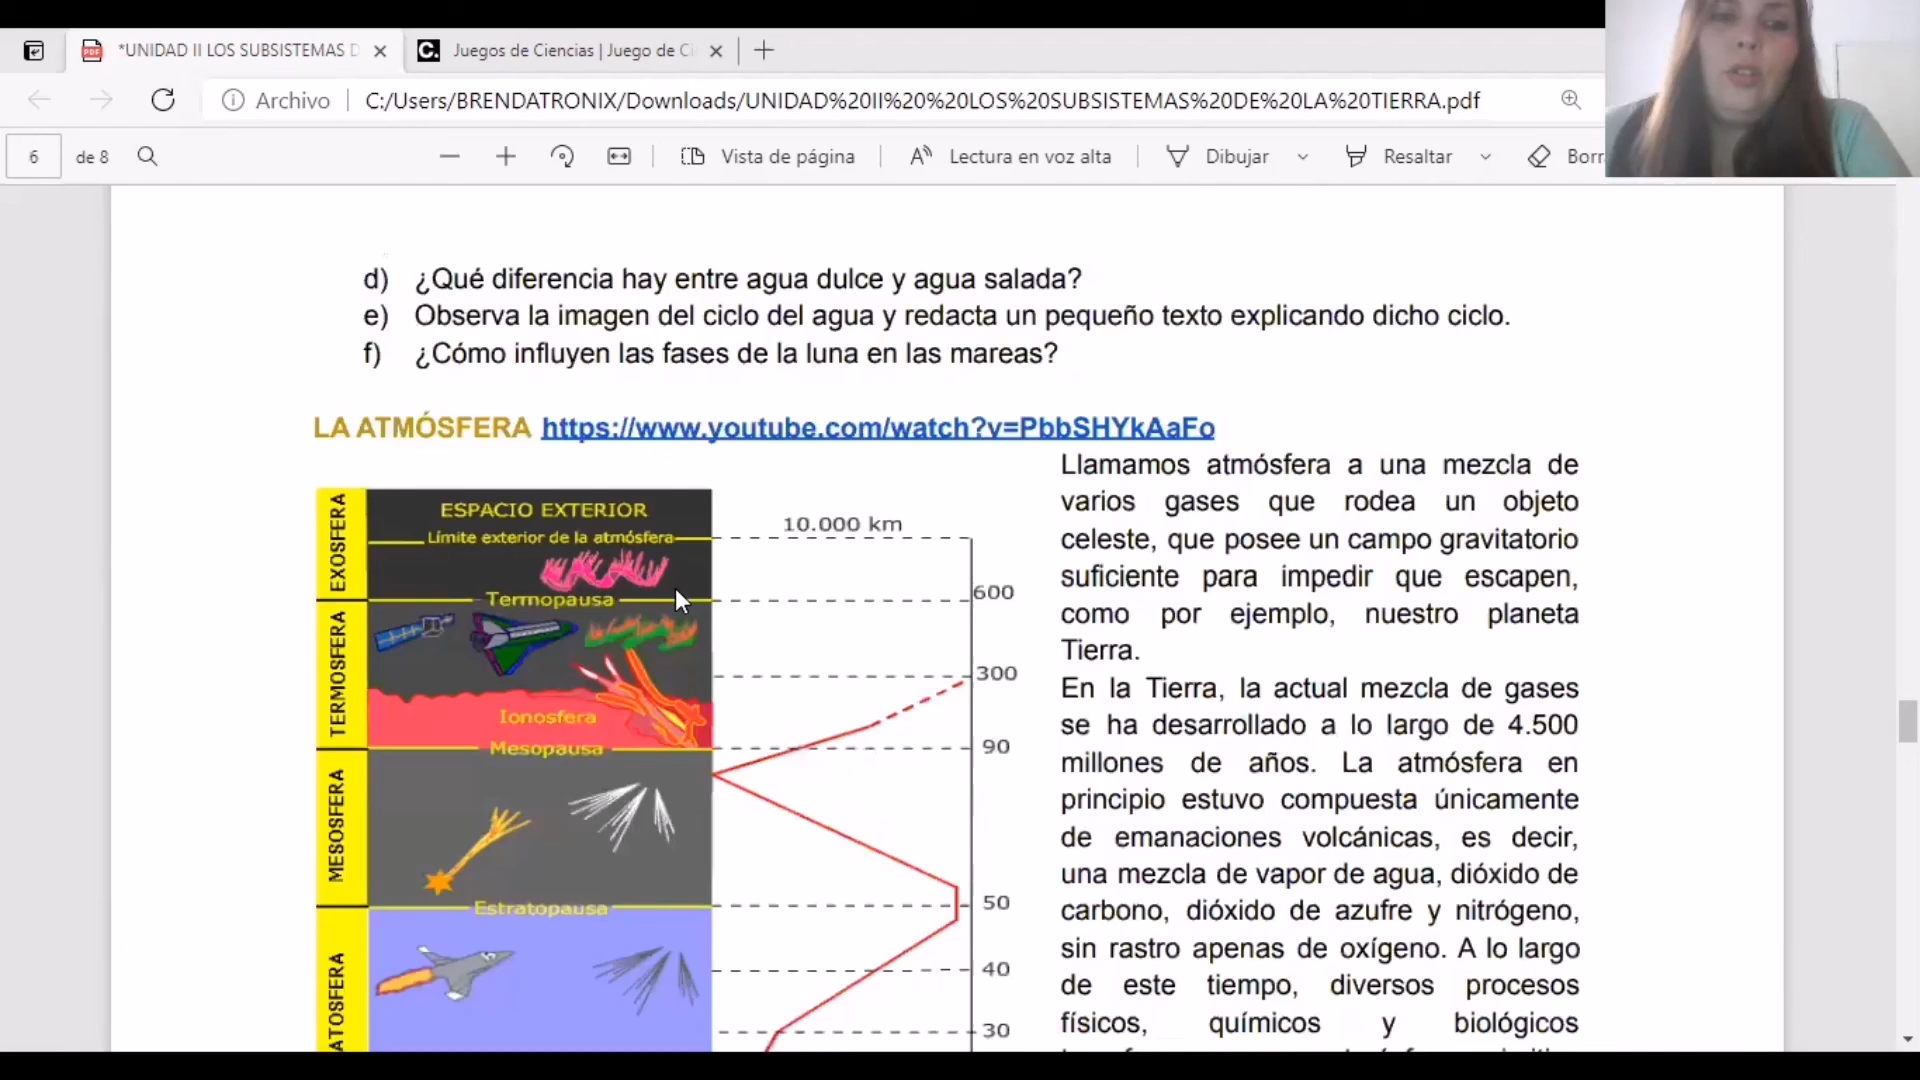 *UNIDAD II LOS SUBSISTEMAS D
Juegos de Ciencias | Juego de Ci
Archivo
C:/Users/BRENDATRONIX/Downloads/UNIDAD%20II%20%20LOS%20SUBSISTEMAS%20DE%20LA%20TIERRA.pdf
6 de 8
Vista de página
Lectura en voz alta
Dibujar
Resaltar
Borr
d) ¿Qué diferencia hay entre agua dulce y agua salada?
e) Observa la imagen del ciclo del agua y redacta un pequeño texto explicando dicho ciclo.
f) ¿Cómo influyen las fases de la luna en las mareas?
LA ATMÓSFERA https://www.youtube.com/watch?v=PbbSHYkAaFo
EXOSFERA
ESPACIO EXTERIOR
Límite exterior de la atmósfera
10.000 km
Termopausa
600
TERMOSFERA
300
Ionosfera
Mesopausa
90
MESOSFERA
Estratopausa
50
40
ATOSFERA
30
Llamamos atmósfera a una mezcla de
varios gases que rodea un objeto
celeste, que posee un campo gravitatorio
suficiente para impedir que escapen,
como por ejemplo, nuestro planeta
Tierra.
En la Tierra, la actual mezcla de gases
se ha desarrollado a lo largo de 4.500
millones de años. La atmósfera en
principio estuvo compuesta únicamente
de emanaciones volcánicas, es decir,
una mezcla de vapor de agua, dióxido de
carbono, dióxido de azufre y nitrógeno,
sin rastro apenas de oxígeno. A lo largo
de este tiempo, diversos procesos
físicos, químicos y biológicos